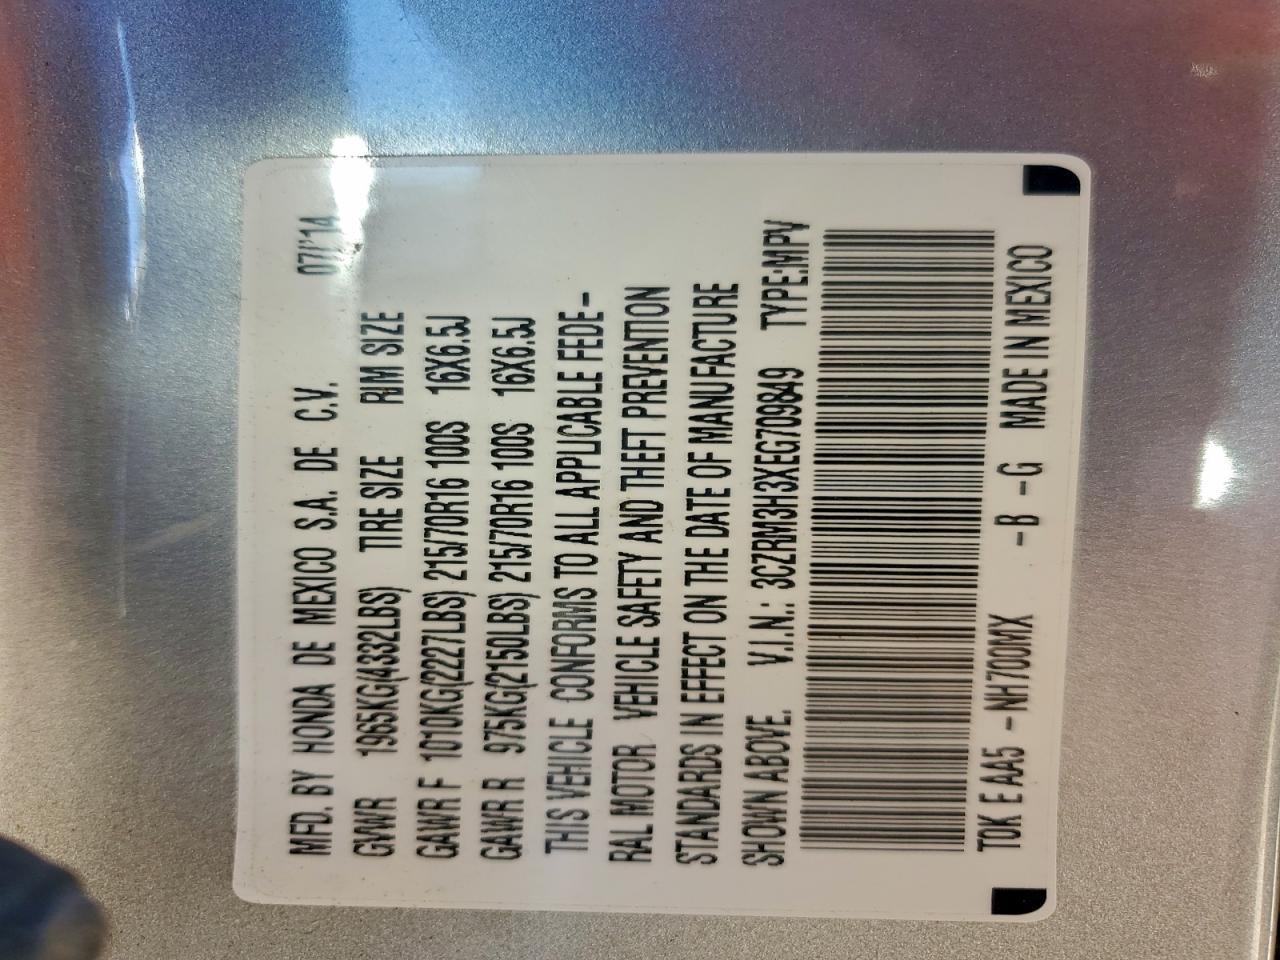 MFD. BY HONDA DE MEXICO S.A. DE C.V. 07/'14
GVWR 1965KG(4332LBS) TIRE SIZE RIM SIZE
GAWR F 1010KG(2227LBS) 215/70R16 100S 16X6.5J
GAWR R 975KG(2150LBS) 215/70R16 100S 16X6.5J
THIS VEHICLE CONFORMS TO ALL APPLICABLE FEDE-
RAL MOTOR VEHICLE SAFETY AND THEFT PREVENTION
STANDARDS IN EFFECT ON THE DATE OF MANUFACTURE
SHOWN ABOVE. V.I.N.: 3CZRM3H3XEG709849 TYPE:MPV
T0K E AA5 -NH700MX -B -G MADE IN MEXICO